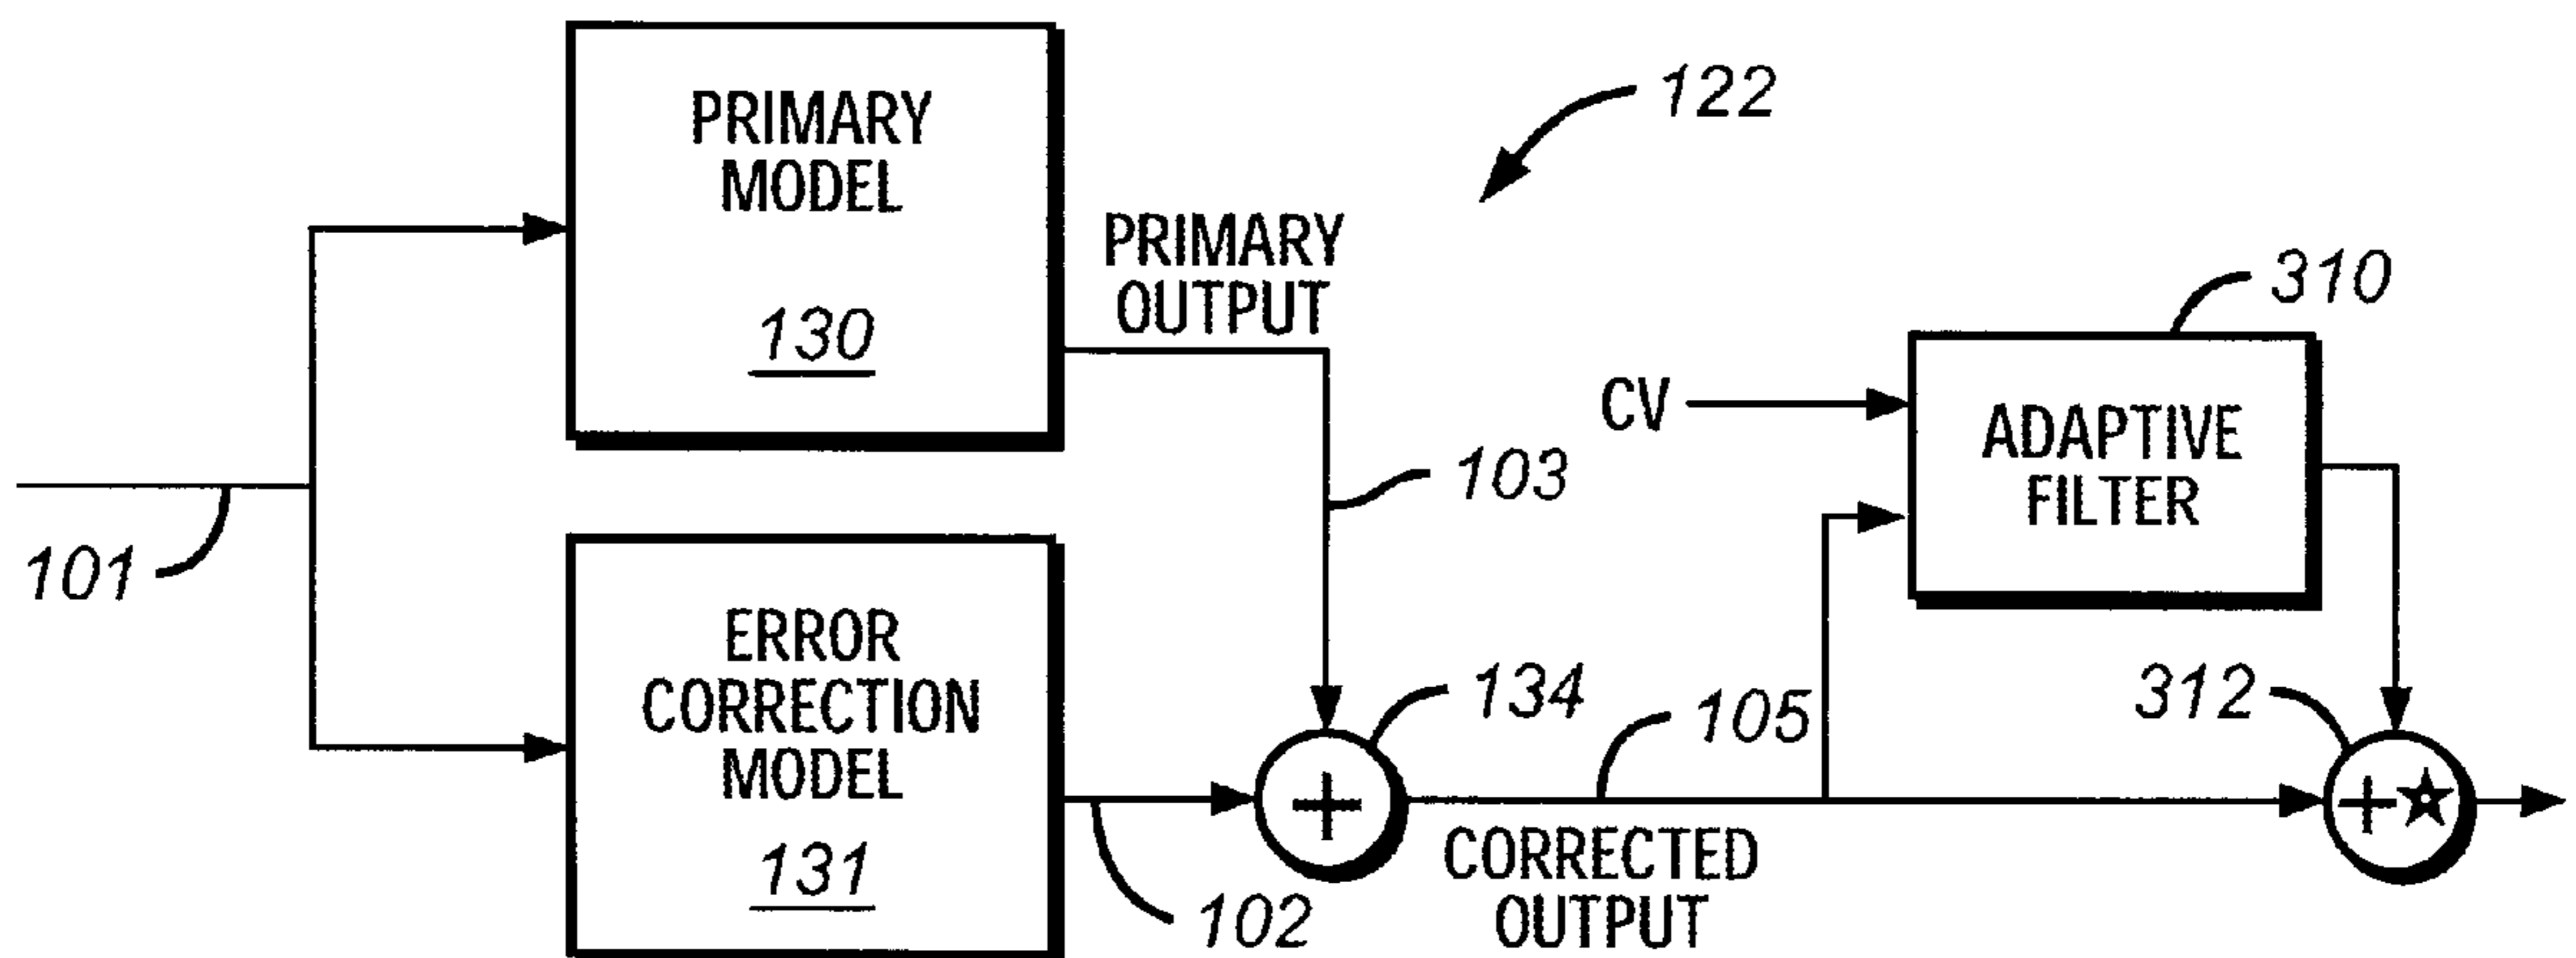 PRIMARY
MODEL
130
122
PRIMARY
OUTPUT
310
CV
ADAPTIVE
FILTER
103
101
ERROR
CORRECTION
MODEL
131
102
134
+
105
CORRECTED
OUTPUT
312
+☆